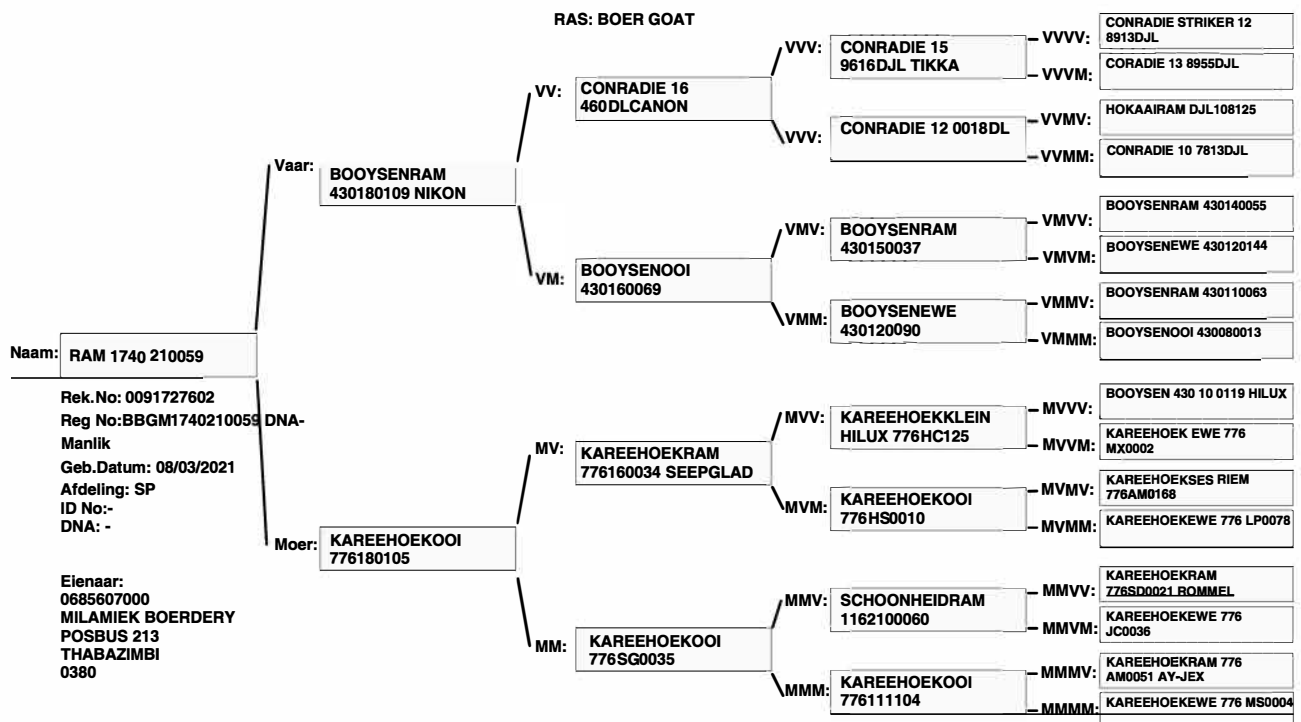 RAS: BOER GOAT
Naam: RAM 1740 210059
Rek.No: 0091727602
Reg No:BBGM1740210059 DNA-
Manlik
Geb.Datum: 08/03/2021
Afdeling: SP
ID No:-
DNA: -
Eienaar:
0685607000
MILAMIEK BOERDERY
POSBUS 213
THABAZIMBI
0380
Vaar: BOOYSENRAM
430180109 NIKON
Moer: KAREEHOEKOOI
776180105
VV: CONRADIE 16
460DLCANON
VM: BOOYSENOOI
430160069
MV: KAREEHOEKRAM
776160034 SEEPGLAD
MM: KAREEHOEKOOI
776SG0035
VVV: CONRADIE 15
9616DJL TIKKA
VVV: CONRADIE 12 0018DL
VMV: BOOYSENRAM
430150037
VMM: BOOYSENEWE
430120090
MVV: KAREEHOEKKLEIN
HILUX 776HC125
MVM: KAREEHOEKOOI
776HS0010
MMV: SCHOONHEIDRAM
1162100060
MMM: KAREEHOEKOOI
776111104
VVVV: CONRADIE STRIKER 12
8913DJL
VVVM: CORADIE 13 8955DJL
VVMV: HOKAAIRAM DJL108125
VVMM: CONRADIE 10 7813DJL
VMVV: BOOYSENRAM 430140055
VMVM: BOOYSENEWE 430120144
VMMV: BOOYSENRAM 430110063
VMMM: BOOYSENOOI 430080013
MVVV: BOOYSEN 430 10 0119 HILUX
MVVM: KAREEHOEK EWE 776
MX0002
MVMV: KAREEHOEKSES RIEM
776AM0168
MVMM: KAREEHOEKEWE 776 LP0078
MMVV: KAREEHOEKRAM
776SD0021 ROMMEL
MMVM: KAREEHOEKEWE 776
JC0036
MMMV: KAREEHOEKRAM 776
AM0051 AY-JEX
MMMM: KAREEHOEKEWE 776 MS0004